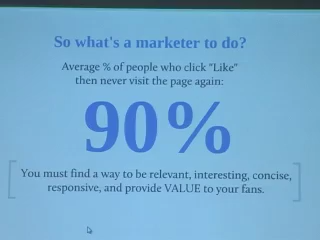 So what's a marketer to do?
Average % of people who click "Like"
then never visit the page again:
90%
You must find a way to be relevant, interesting, concise,
responsive, and provide VALUE to your fans.